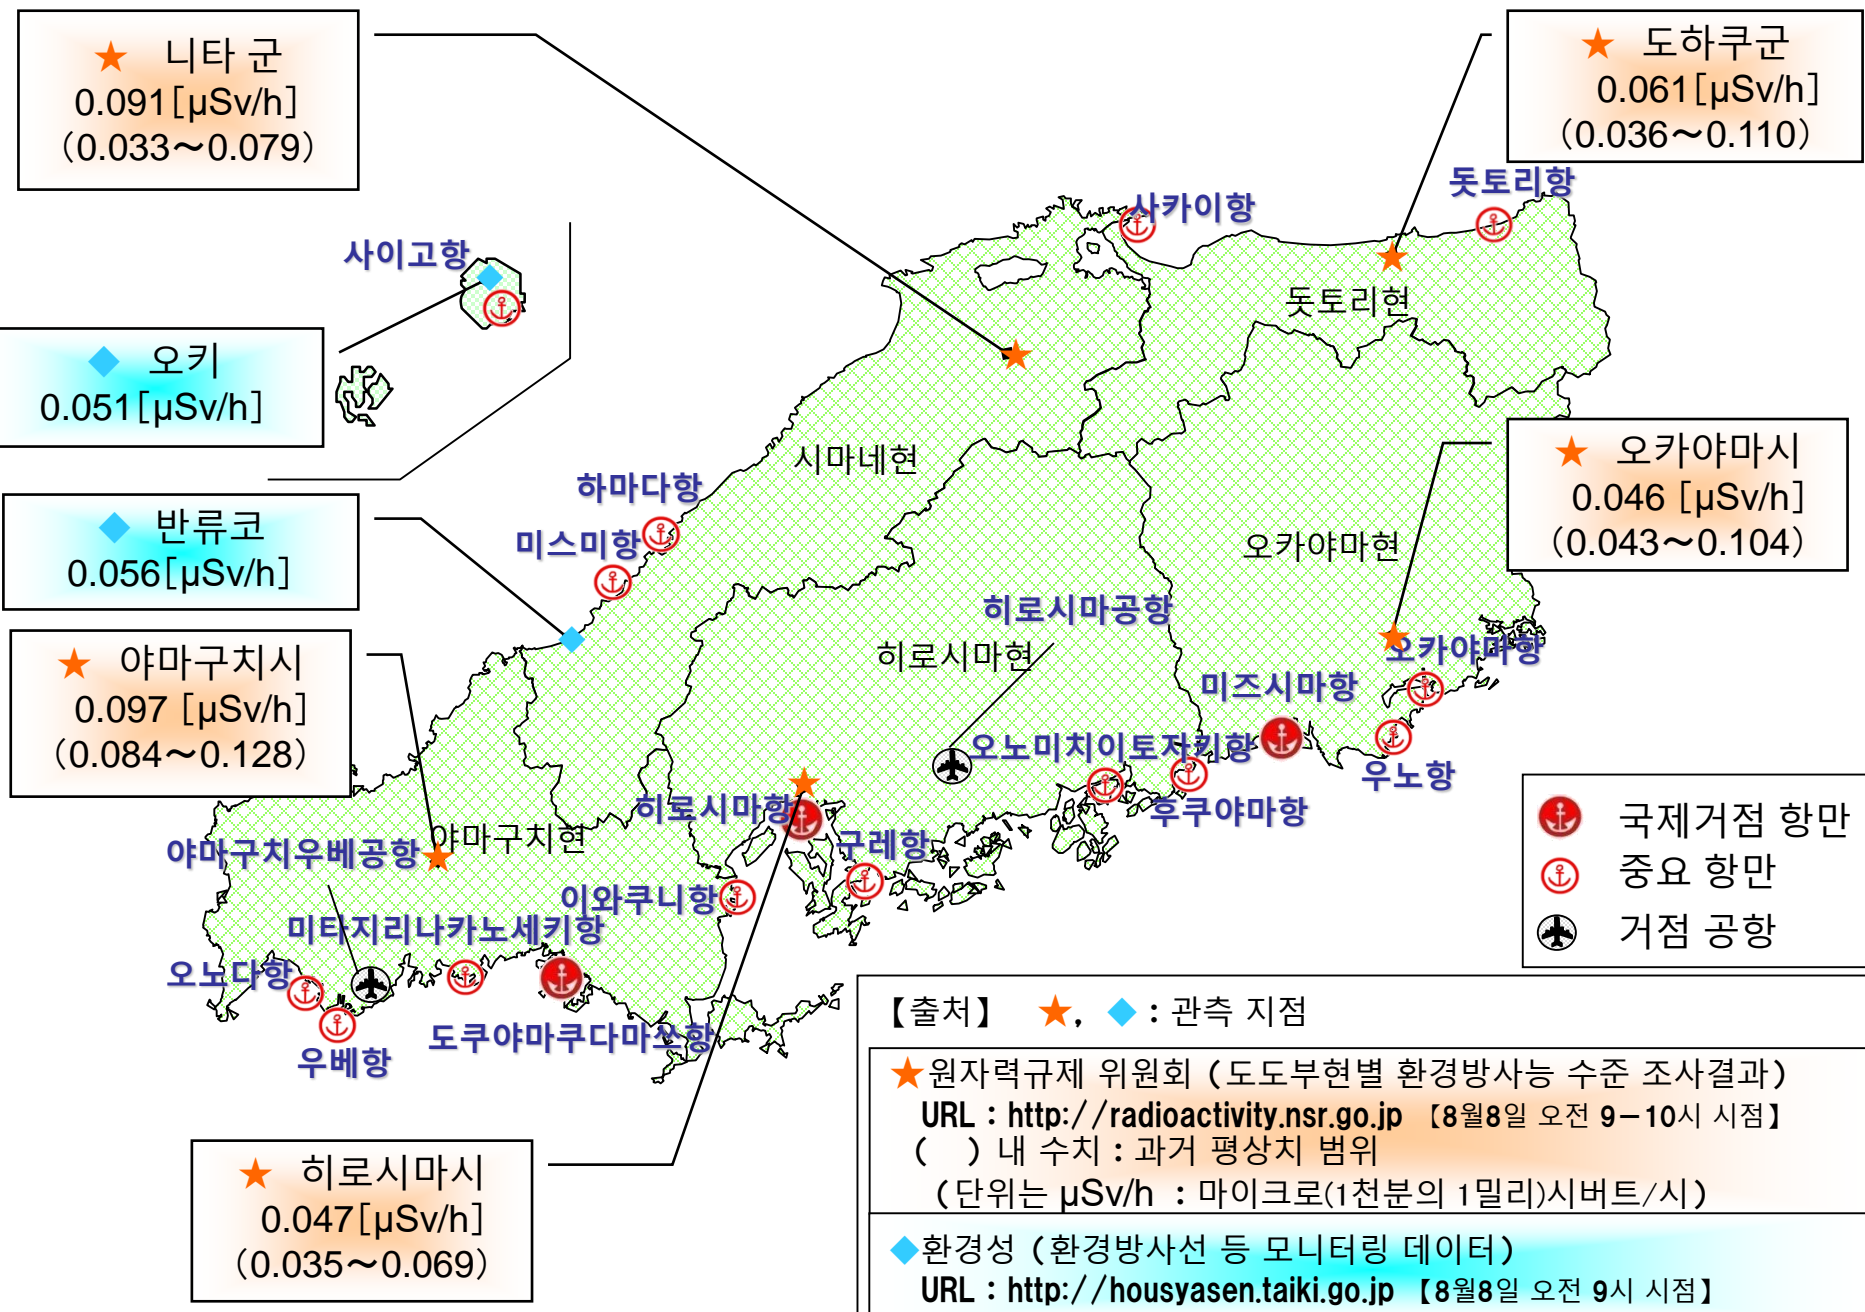 ★ 니타 군
0.091[μSv/h]
（0.033～0.079）
★ 도하쿠군
0.061[μSv/h]
（0.036～0.110）
돗토리항
사카이항
사이고항
돗토리현
◆ 오키
0.051[μSv/h]
★ 오카야마시
0.046 [μSv/h]
（0.043～0.104）
시마네현
하마다항
◆ 반류코
0.056[μSv/h]
미스미항
오카야마현
히로시마공항
★ 야마구치시
0.097 [μSv/h]
（0.084～0.128）
히로시마현
오카야마항
미즈시마항
오노미치이토자키항
우노항
히로시마항
후쿠야마항
국제거점 항만
중요 항만
거점 공항
야마구치현
야마구치우베공항
구레항
이와쿠니항
미타지리나카노세키항
오노다항
도쿠야마쿠다마쓰항
우베항
【출처】 ★, ◆ : 관측 지점
★원자력규제 위원회 (도도부현별 환경방사능 수준 조사결과)
URL : http://radioactivity.nsr.go.jp 【8월8일 오전 9－10시 시점】
( ) 내 수치 : 과거 평상치 범위
(단위는 μSv/h : 마이크로(1천분의 1밀리)시버트/시)
★ 히로시마시
0.047[μSv/h]
（0.035～0.069）
◆환경성 (환경방사선 등 모니터링 데이터)
URL : http://housyasen.taiki.go.jp 【8월8일 오전 9시 시점】